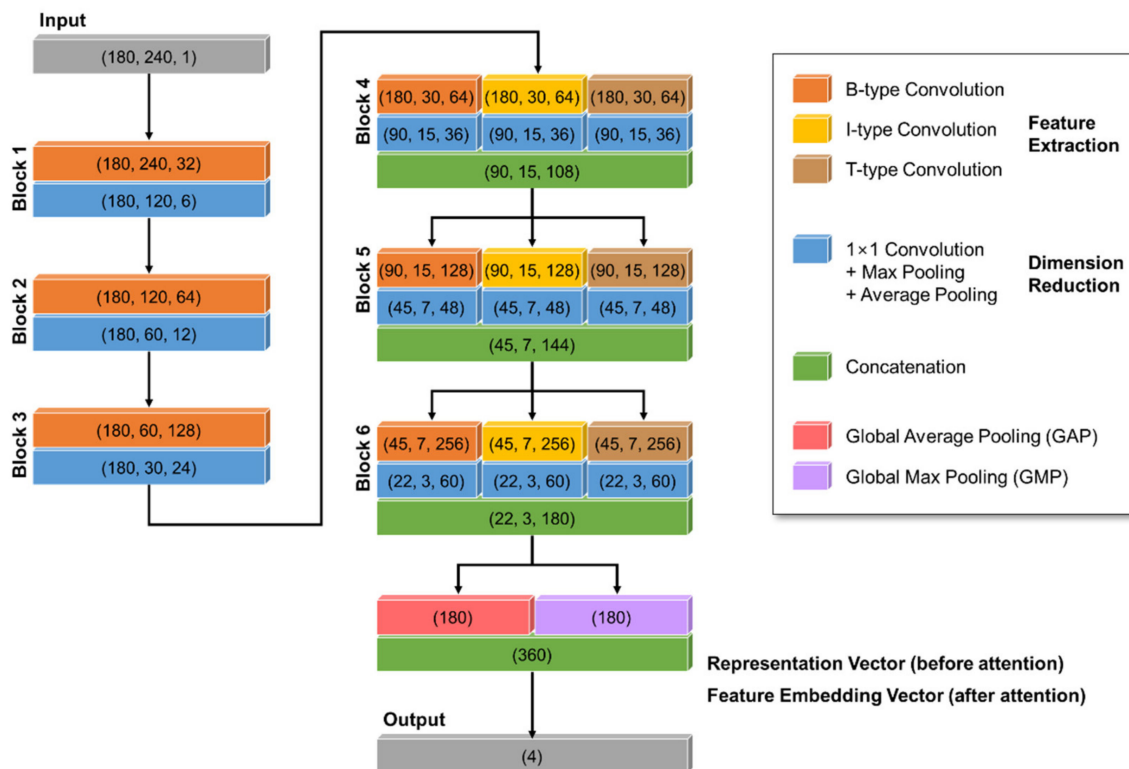 Input
(180, 240, 1)
Block 1
(180, 240, 32)
(180, 120, 6)
Block 2
(180, 120, 64)
(180, 60, 12)
Block 3
(180, 60, 128)
(180, 30, 24)
Block 4
(180, 30, 64) (180, 30, 64) (180, 30, 64)
(90, 15, 36) (90, 15, 36) (90, 15, 36)
(90, 15, 108)
Block 5
(90, 15, 128) (90, 15, 128) (90, 15, 128)
(45, 7, 48) (45, 7, 48) (45, 7, 48)
(45, 7, 144)
Block 6
(45, 7, 256) (45, 7, 256) (45, 7, 256)
(22, 3, 60) (22, 3, 60) (22, 3, 60)
(22, 3, 180)
(180) (180)
(360)
Representation Vector (before attention)
Feature Embedding Vector (after attention)
Output
(4)
B-type Convolution
I-type Convolution
T-type Convolution
Feature
Extraction
1×1 Convolution
+ Max Pooling
+ Average Pooling
Dimension
Reduction
Concatenation
Global Average Pooling (GAP)
Global Max Pooling (GMP)